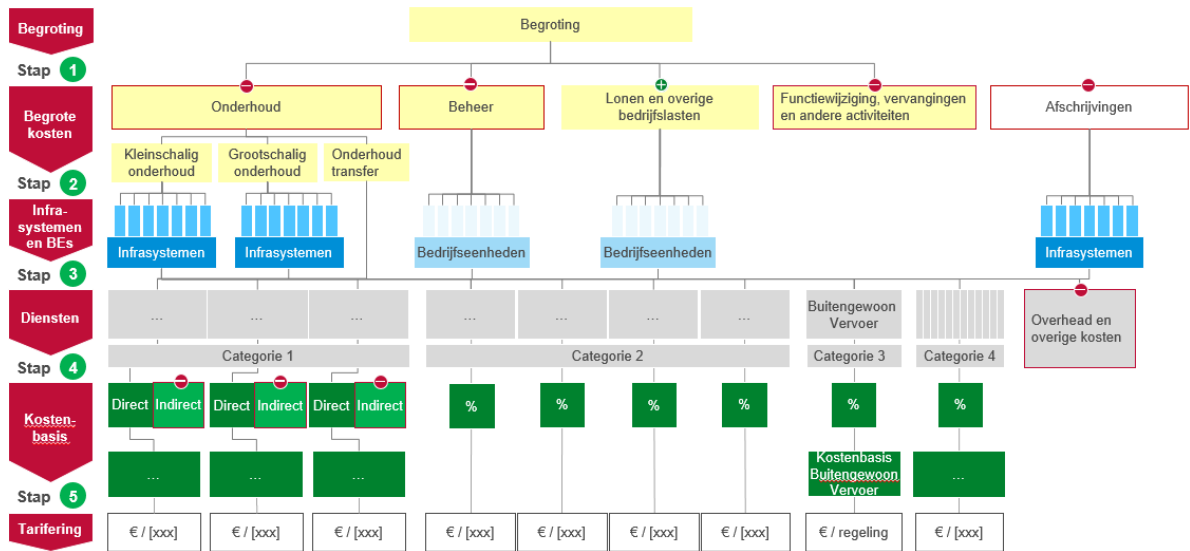 Begroting
Begroting
Stap 1
Begrote
kosten
Onderhoud
Beheer
Lonen en overige
bedrijfslasten
Functiewijziging, vervangingen
en andere activiteiten
Afschrijvingen
Kleinschalig
onderhoud
Grootschalig
onderhoud
Onderhoud
transfer
Stap 2
Infra-
systemen
en BEs
Infrasystemen
Infrasystemen
Bedrijfseenheden
Bedrijfseenheden
Infrasystemen
Stap 3
Diensten
...
...
...
...
...
...
...
Buitengewoon
Vervoer
Overhead en
overige kosten
Categorie 1
Categorie 2
Categorie 3
Categorie 4
Stap 4
Kosten-
basis
Direct
Indirect
Direct
Indirect
Direct
Indirect
%
%
%
%
%
%
...
...
...
Kostenbasis
Buitengewoon
Vervoer
...
Stap 5
Tarifering
€ / [xxx]
€ / [xxx]
€ / [xxx]
€ / [xxx]
€ / [xxx]
€ / [xxx]
€ / [xxx]
€ / regeling
€ / [xxx]